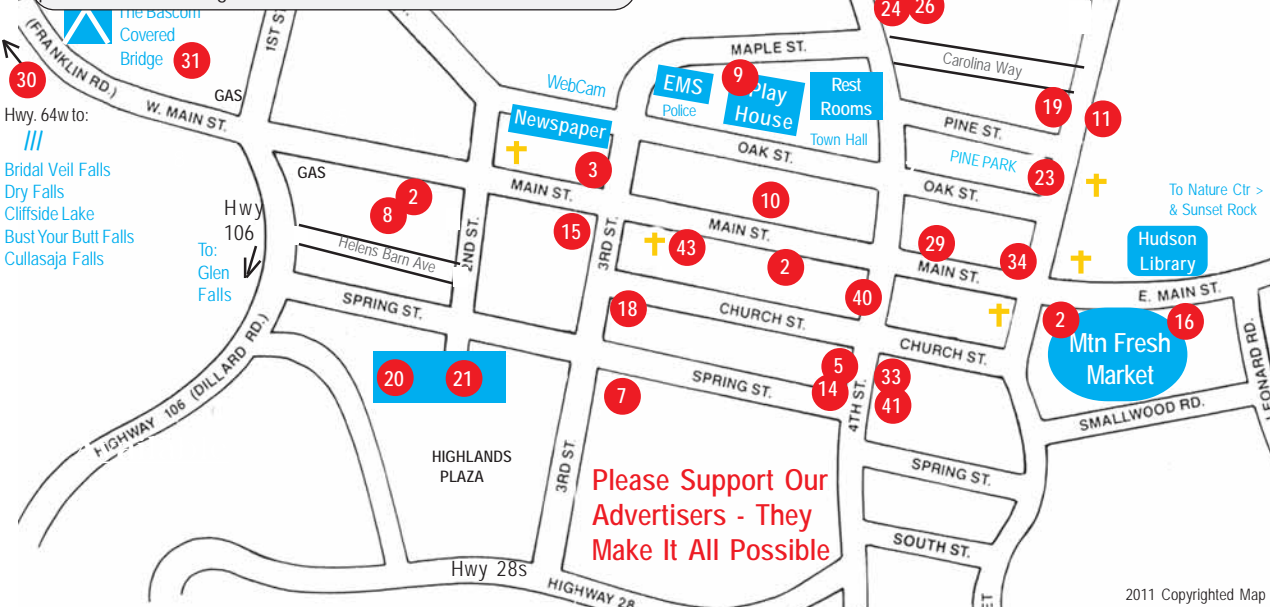 The Bascom
Covered
Bridge
31
(FRANKLIN RD.)
30
1ST ST
GAS
W. MAIN ST.
Hwy. 64w to:
///
Bridal Veil Falls
Dry Falls
Cliffside Lake
Bust Your Butt Falls
Cullasaja Falls
Hwy
106
To:
Glen
Falls
GAS
2
8
Helens Barn Ave
2ND ST.
SPRING ST.
20
21
HIGHWAY 106 (DILLARD RD.)
HIGHLANDS
PLAZA
WebCam
Newspaper
3
MAIN ST.
15
3RD ST.
MAPLE ST.
EMS
Police
9
Play
House
Rest
Rooms
Town Hall
OAK ST.
10
MAIN ST.
43
2
40
18
CHURCH ST.
5
14
SPRING ST.
7
4TH ST.
33
41
3RD ST.
24
26
Carolina Way
19
11
PINE ST.
PINE PARK
23
OAK ST.
29
MAIN ST.
34
CHURCH ST.
To Nature Ctr >
& Sunset Rock
Hudson
Library
E. MAIN ST.
2
16
Mtn Fresh
Market
LEONARD RD.
SMALLWOOD RD.
SPRING ST.
SOUTH ST.
Please Support Our
Advertisers - They
Make It All Possible
Hwy 28s
HIGHWAY 28
2011 Copyrighted Map